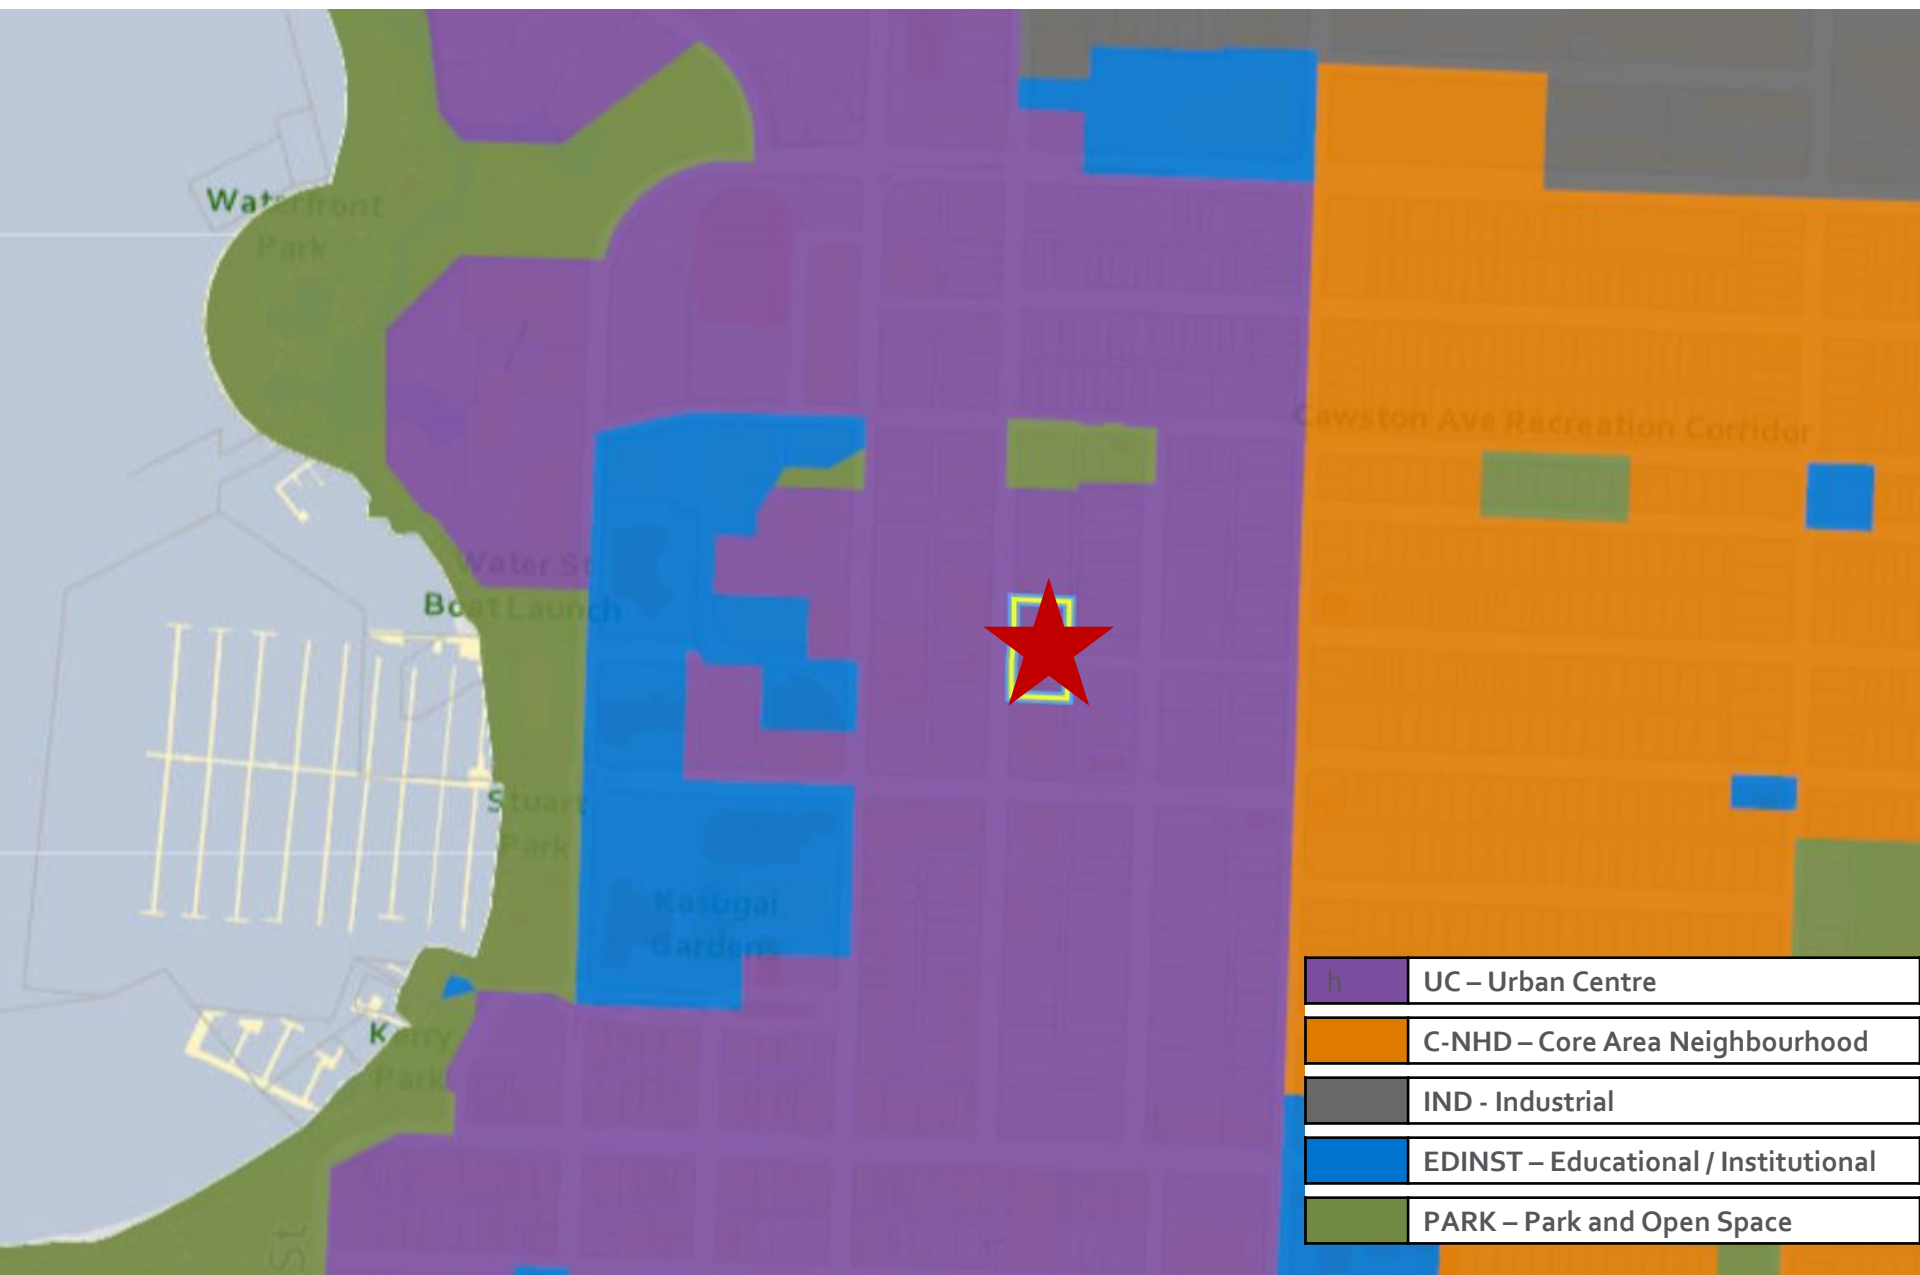 Waterfront
Park
Cawston Ave Recreation Corridor
Water St
Boat Launch
Stuart
Park
Kasugai
Gardens
Kerry
Park
St
h
UC – Urban Centre
C-NHD – Core Area Neighbourhood
IND - Industrial
EDINST – Educational / Institutional
PARK – Park and Open Space